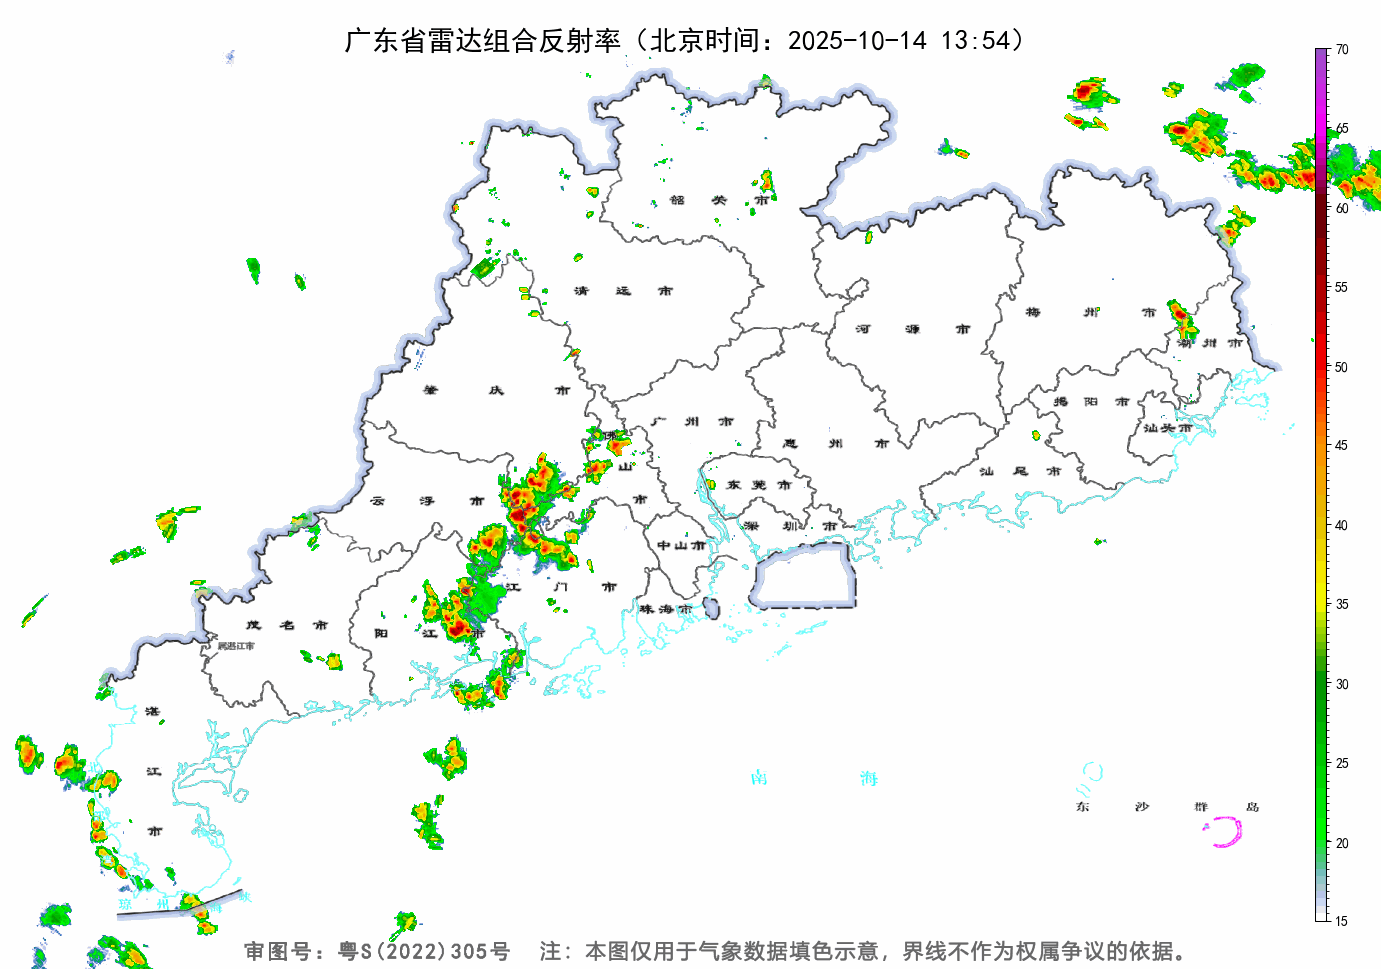 广东省雷达组合反射率（北京时间：2025-10-14 13:54）
70
65
60
55
50
45
40
35
30
25
20
15
韶 关 市
清 远 市
河 源 市
梅 州 市
潮 州 市
肇 庆 市
广 州 市
揭 阳 市
汕头市
惠 州 市
佛
山
市
东 莞 市
汕 尾 市
云 浮 市
深 圳 市
中山市
江 门 市
珠海市
茂 名 市
阳 江 市
属湛江市
湛
江
市
南 海
东 沙 群 岛
琼 州 海 峡
审图号：粤S(2022)305号 注：本图仅用于气象数据填色示意，界线不作为权属争议的依据。